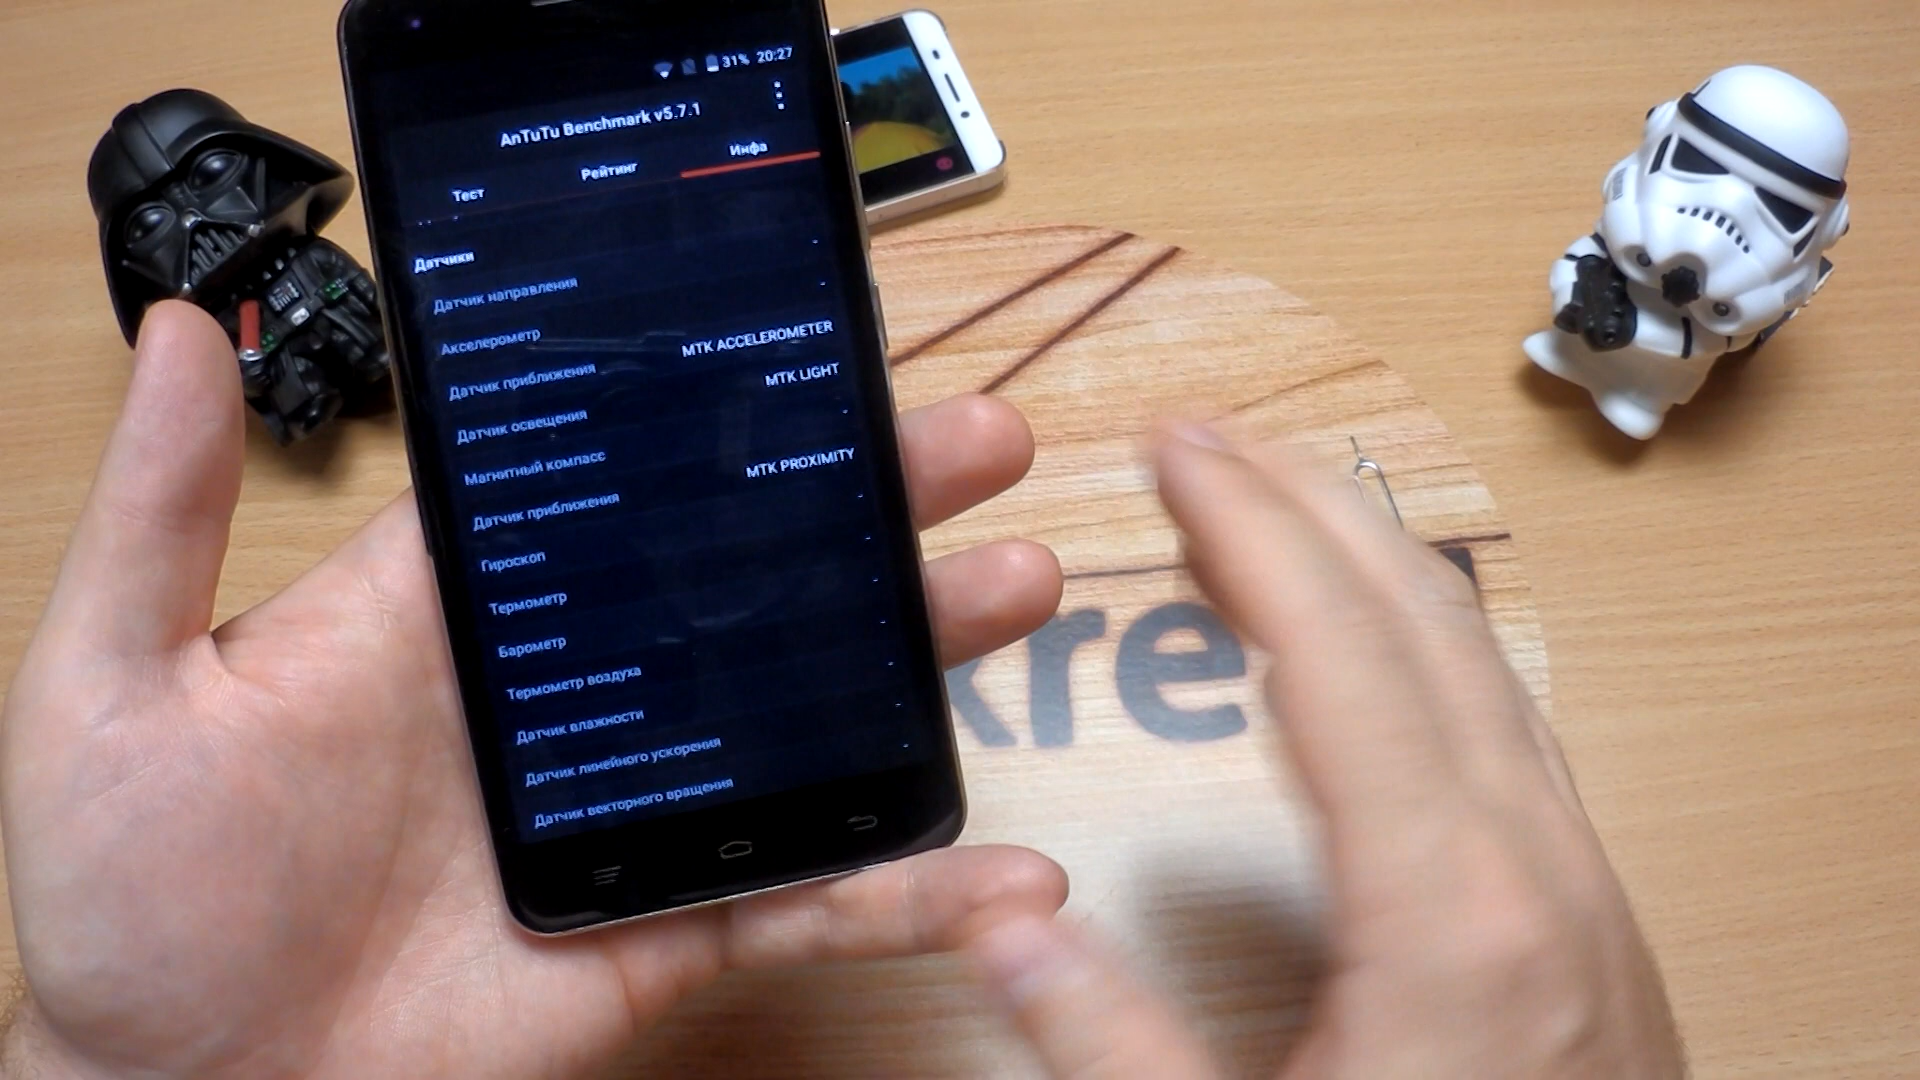 31% 20:27
AnTuTu Benchmark v5.7.1
Тест Рейтинг Инфа
Датчики
Датчик направления -
Акселерометр -
Датчик приближения MTK ACCELEROMETER
Датчик освещения MTK LIGHT
Магнитный компас -
Датчик приближения MTK PROXIMITY
Гироскоп -
Термометр -
Барометр -
Термометр воздуха -
Датчик влажности -
Датчик линейного ускорения -
Датчик векторного вращения -
kre